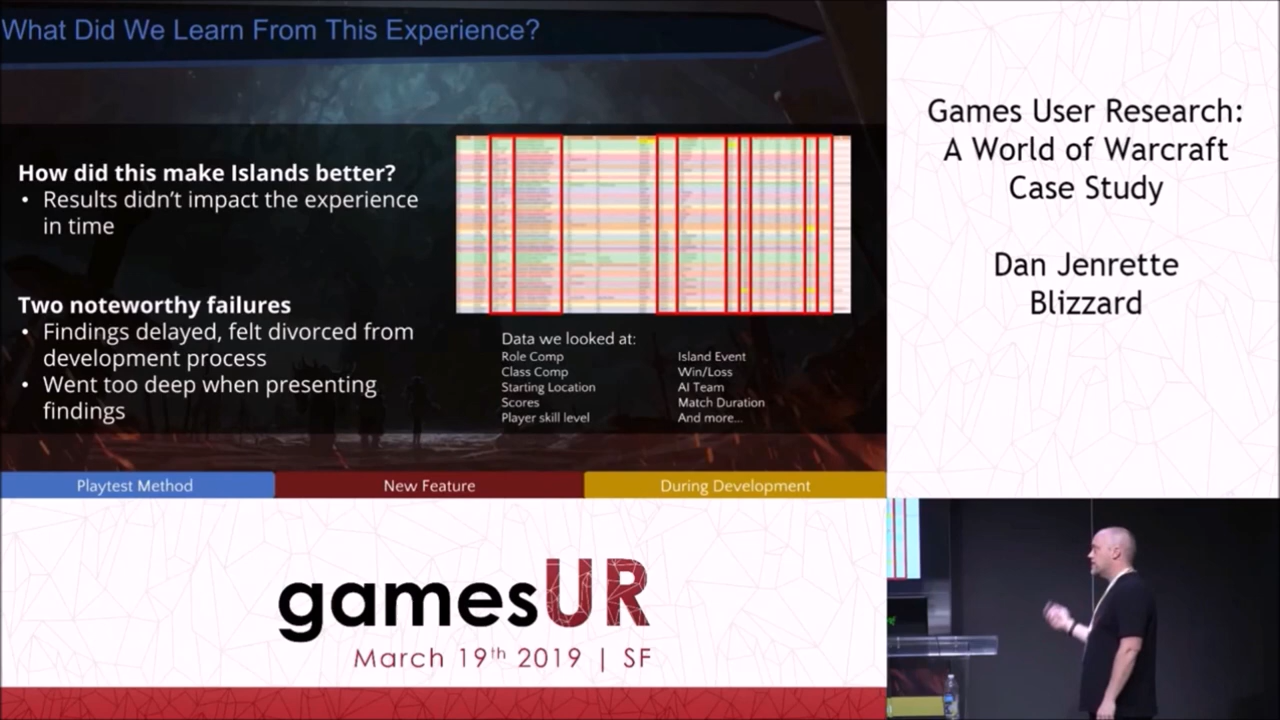 What Did We Learn From This Experience?
How did this make Islands better?
• Results didn't impact the experience
in time
Two noteworthy failures
• Findings delayed, felt divorced from
development process
• Went too deep when presenting
findings
Data we looked at:
Role Comp
Class Comp
Starting Location
Scores
Player skill level
Island Event
Win/Loss
AI Team
Match Duration
And more...
Playtest Method
New Feature
During Development
Games User Research:
A World of Warcraft
Case Study
Dan Jenrette
Blizzard
gamesUR
March 19th 2019 | SF